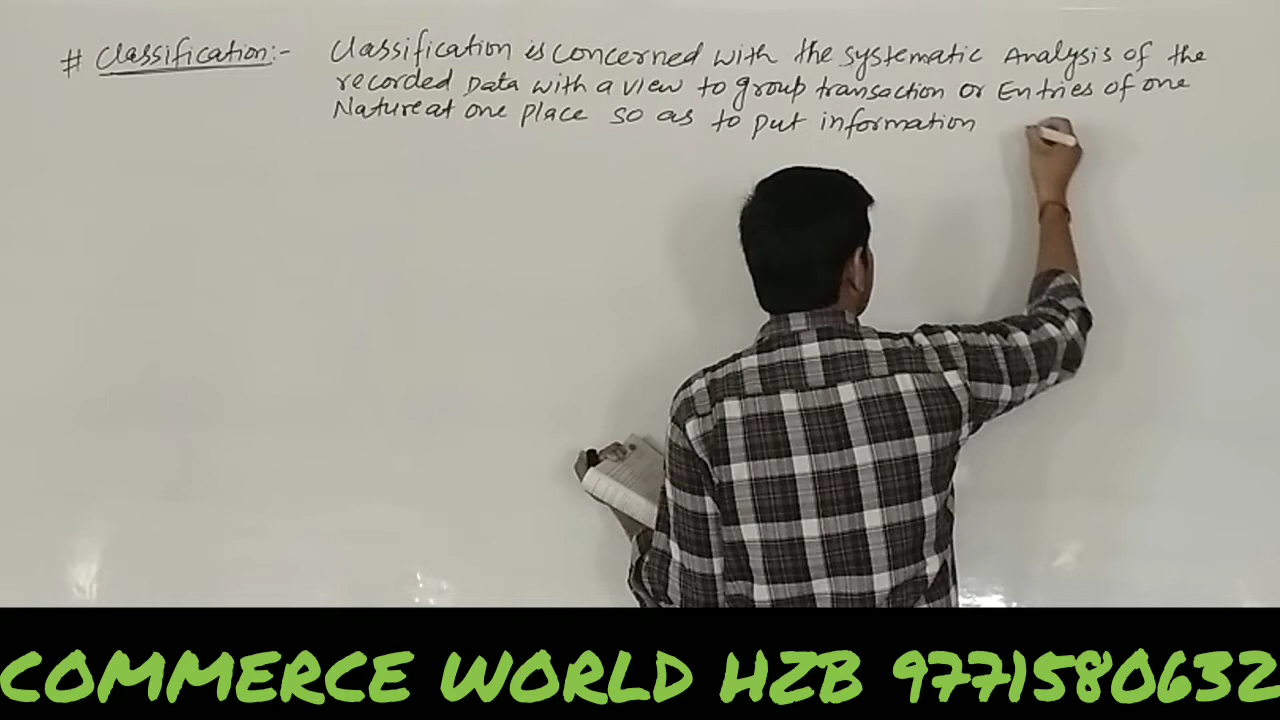 # Classification:- Classification is concerned with the systematic Analysis of the
recorded Data with a view to group transaction or Entries of one
Nature at one place so as to put information
COMMERCE WORLD HZB 9771580632